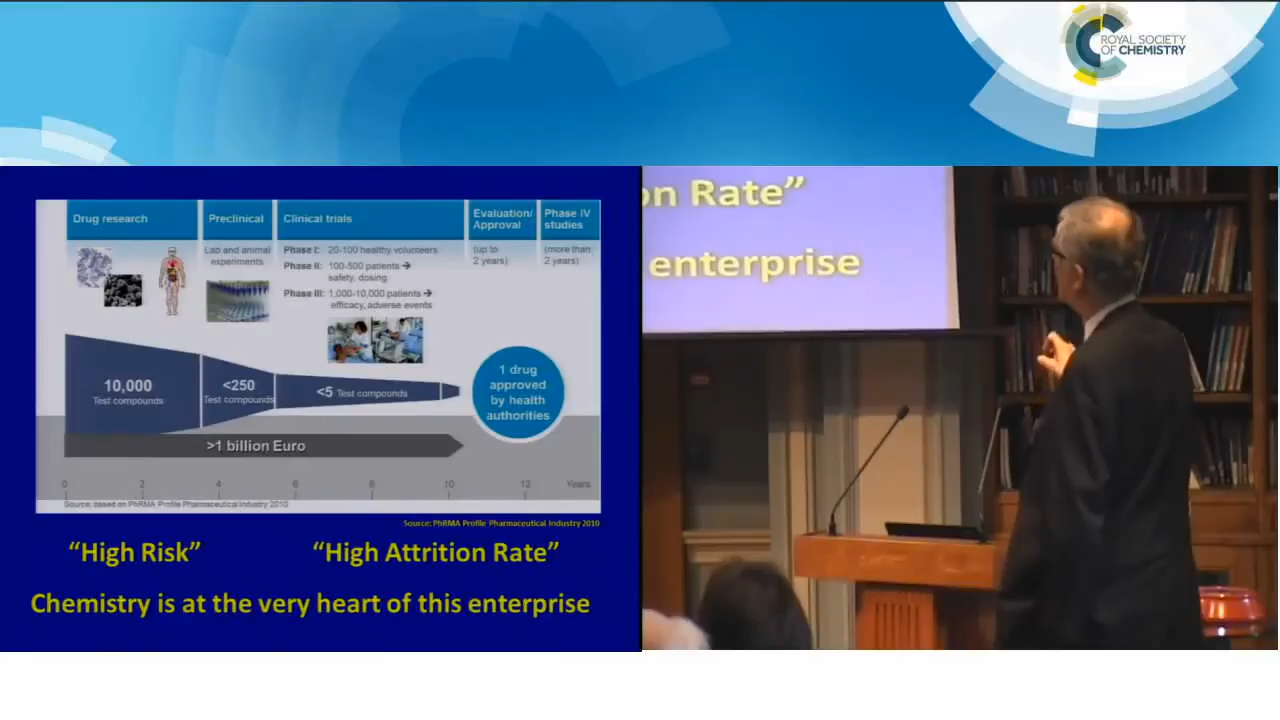 ROYAL SOCIETY
OF CHEMISTRY
Drug research
Preclinical
Clinical trials
Evaluation/
Approval
Phase IV
studies
Lab and animal
experiments
Phase I: 20-100 healthy volunteers
Phase II: 100-500 patients →
safety, dosing
Phase III: 1,000-10,000 patients →
efficacy, adverse events
(up to
2 years)
(more than
2 years)
10,000
Test compounds
<250
Test compounds
<5 Test compounds
1 drug
approved
by health
authorities
>1 billion Euro
0 2 4 6 8 10 12 Years
Source: based on PhRMA Profile Pharmaceutical Industry 2010
Source: PhRMA Profile Pharmaceutical Industry 2010
“High Risk” “High Attrition Rate”
Chemistry is at the very heart of this enterprise
on Rate”
enterprise